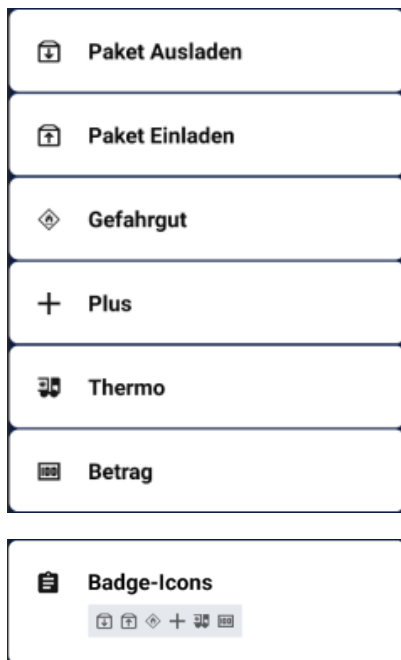 Paket Ausladen
Paket Einladen
Gefahrgut
Plus
Thermo
Betrag
Badge-Icons